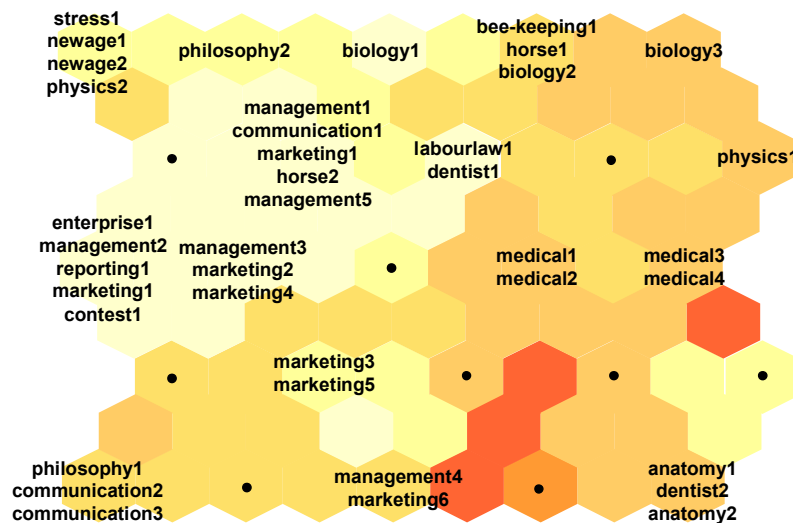 stress1
newage1
newage2
physics2
philosophy2
biology1
bee-keeping1
horse1
biology2
biology3
management1
communication1
marketing1
horse2
management5
labourlaw1
dentist1
physics1
enterprise1
management2
reporting1
marketing1
contest1
management3
marketing2
marketing4
medical1
medical2
medical3
medical4
marketing3
marketing5
philosophy1
communication2
communication3
management4
marketing6
anatomy1
dentist2
anatomy2